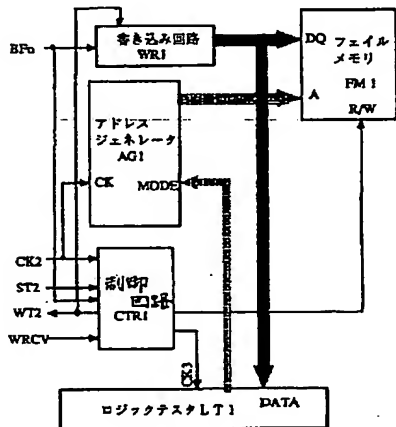 BFo
書き込み回路
WR1
DQ
フェイル
メモリ
FM1
A
R/W
アドレス
ジェネレータ
AG1
CK
MODE
CK2
ST2
WT2
WRCV
制御
回路
CTR1
CK3
ロジックテスタLT1
DATA